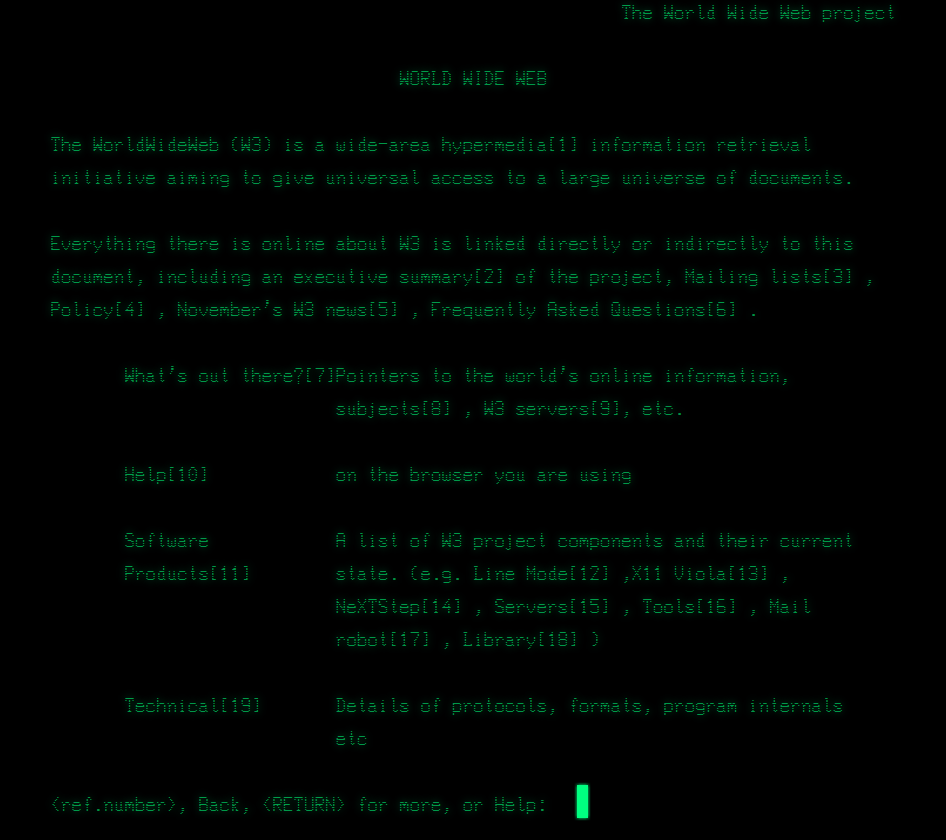 The World Wide Web project
WORLD WIDE WEB
The WorldWideWeb (W3) is a wide-area hypermedia[1] information retrieval
initiative aiming to give universal access to a large universe of documents.
Everything there is online about W3 is linked directly or indirectly to this
document, including an executive summary[2] of the project, Mailing lists[3] ,
Policy[4] , November's W3 news[5] , Frequently Asked Questions[6] .
What's out there?[7]Pointers to the world's online information,
subjects[8] , W3 servers[9], etc.
Help[10] on the browser you are using
Software A list of W3 project components and their current
Products[11] state. (e.g. Line Mode[12] ,X11 Viola[13] ,
NeXTStep[14] , Servers[15] , Tools[16] , Mail
robot[17] , Library[18] )
Technical[19] Details of protocols, formats, program internals
etc
<ref.number>, Back, <RETURN> for more, or Help: